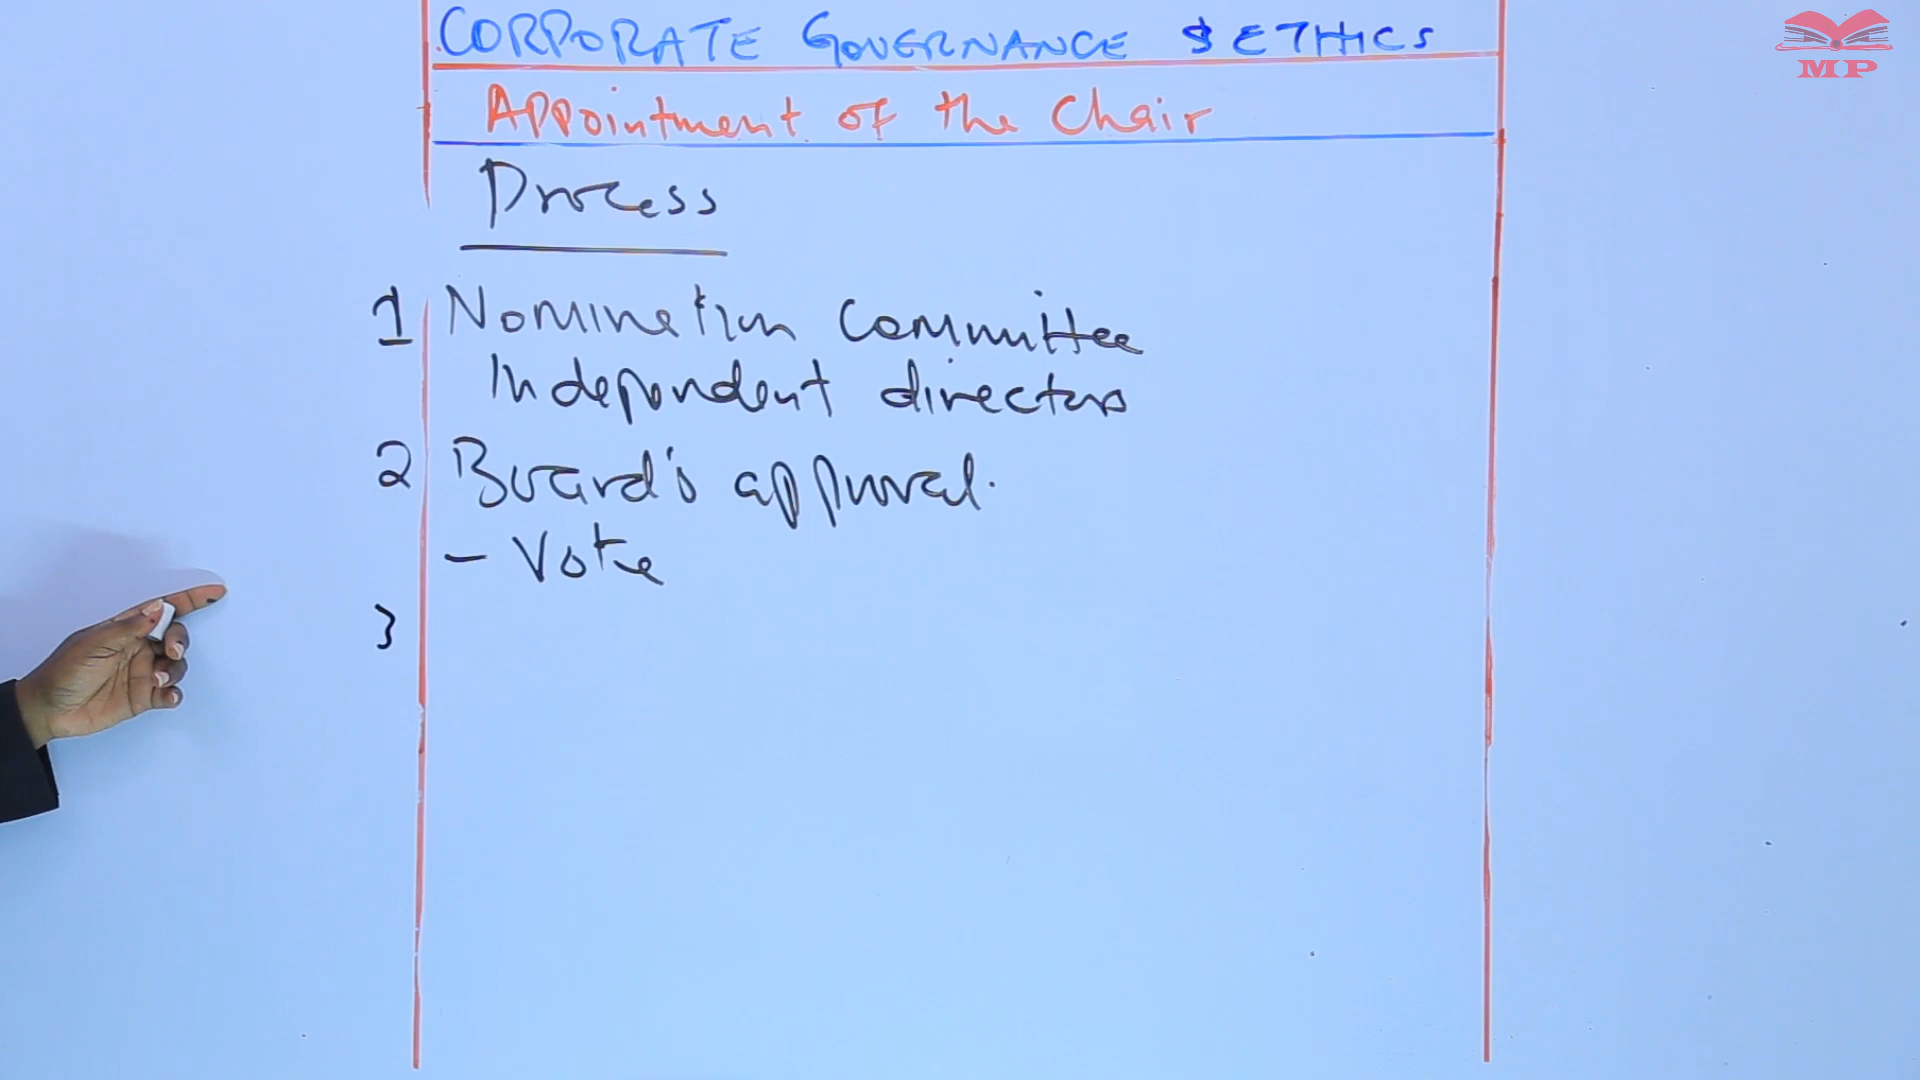 CORPORATE GOVERNANCE & ETHICS
MP
Appointment of the Chair
Process
1 Nomination Committee
Independent directors
2 Board's approval.
- Vote
3